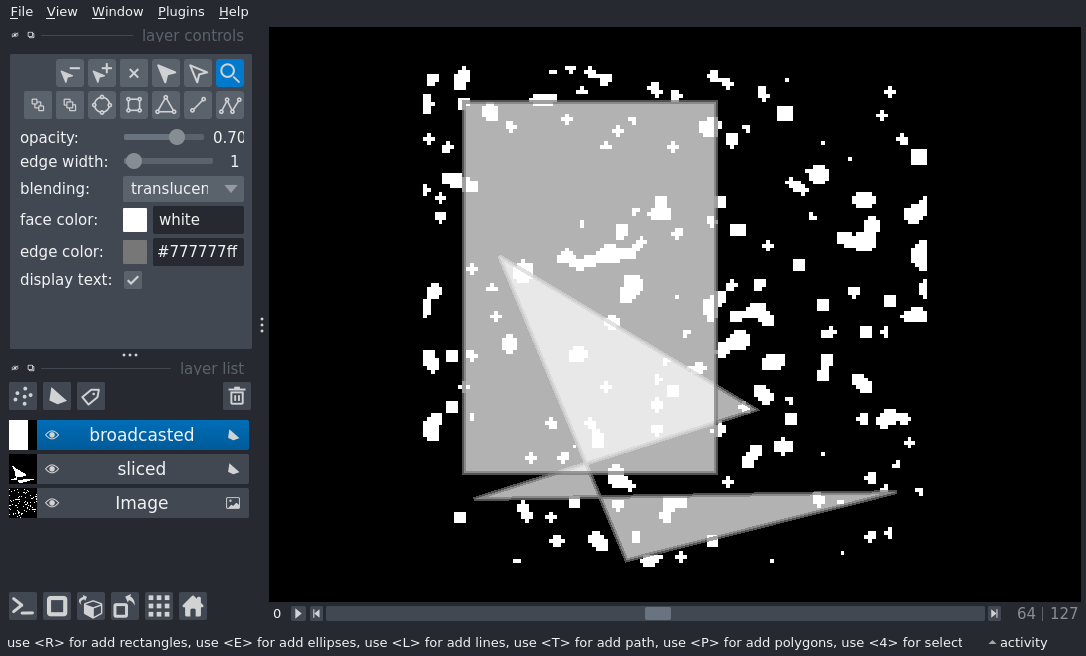 File View Window Plugins Help
layer controls
opacity: 0.70
edge width: 1
blending: translucen
face color: white
edge color: #777777ff
display text:
layer list
broadcasted
sliced
Image
0 64 | 127
use <R> for add rectangles, use <E> for add ellipses, use <L> for add lines, use <T> for add path, use <P> for add polygons, use <4> for select activity